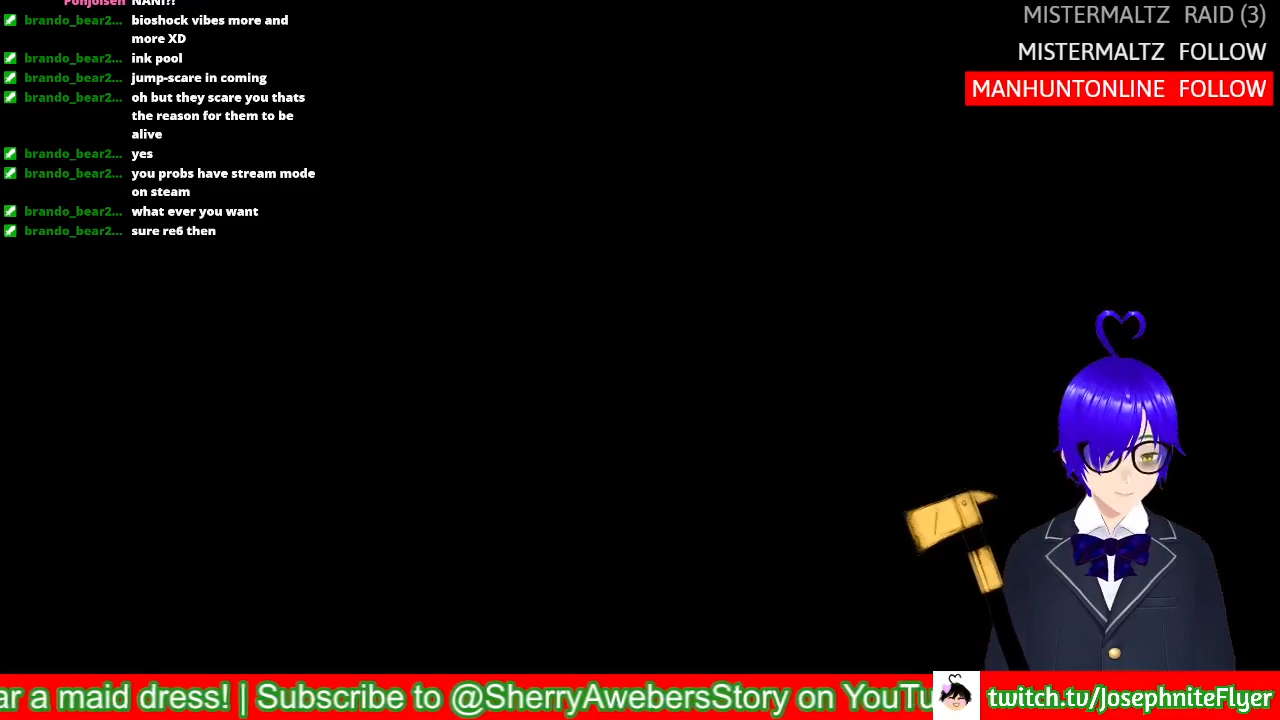 Ponjoisen NANI??
brando_bear2... bioshock vibes more and
more XD
brando_bear2... ink pool
brando_bear2... jump-scare in coming
brando_bear2... oh but they scare you thats
the reason for them to be
alive
brando_bear2... yes
brando_bear2... you probs have stream mode
on steam
brando_bear2... what ever you want
brando_bear2... sure re6 then
MISTERMALTZ RAID (3)
MISTERMALTZ FOLLOW
MANHUNTONLINE FOLLOW
ar a maid dress! | Subscribe to @SherryAwebersStory on YouTu
twitch.tv/JosephniteFlyer